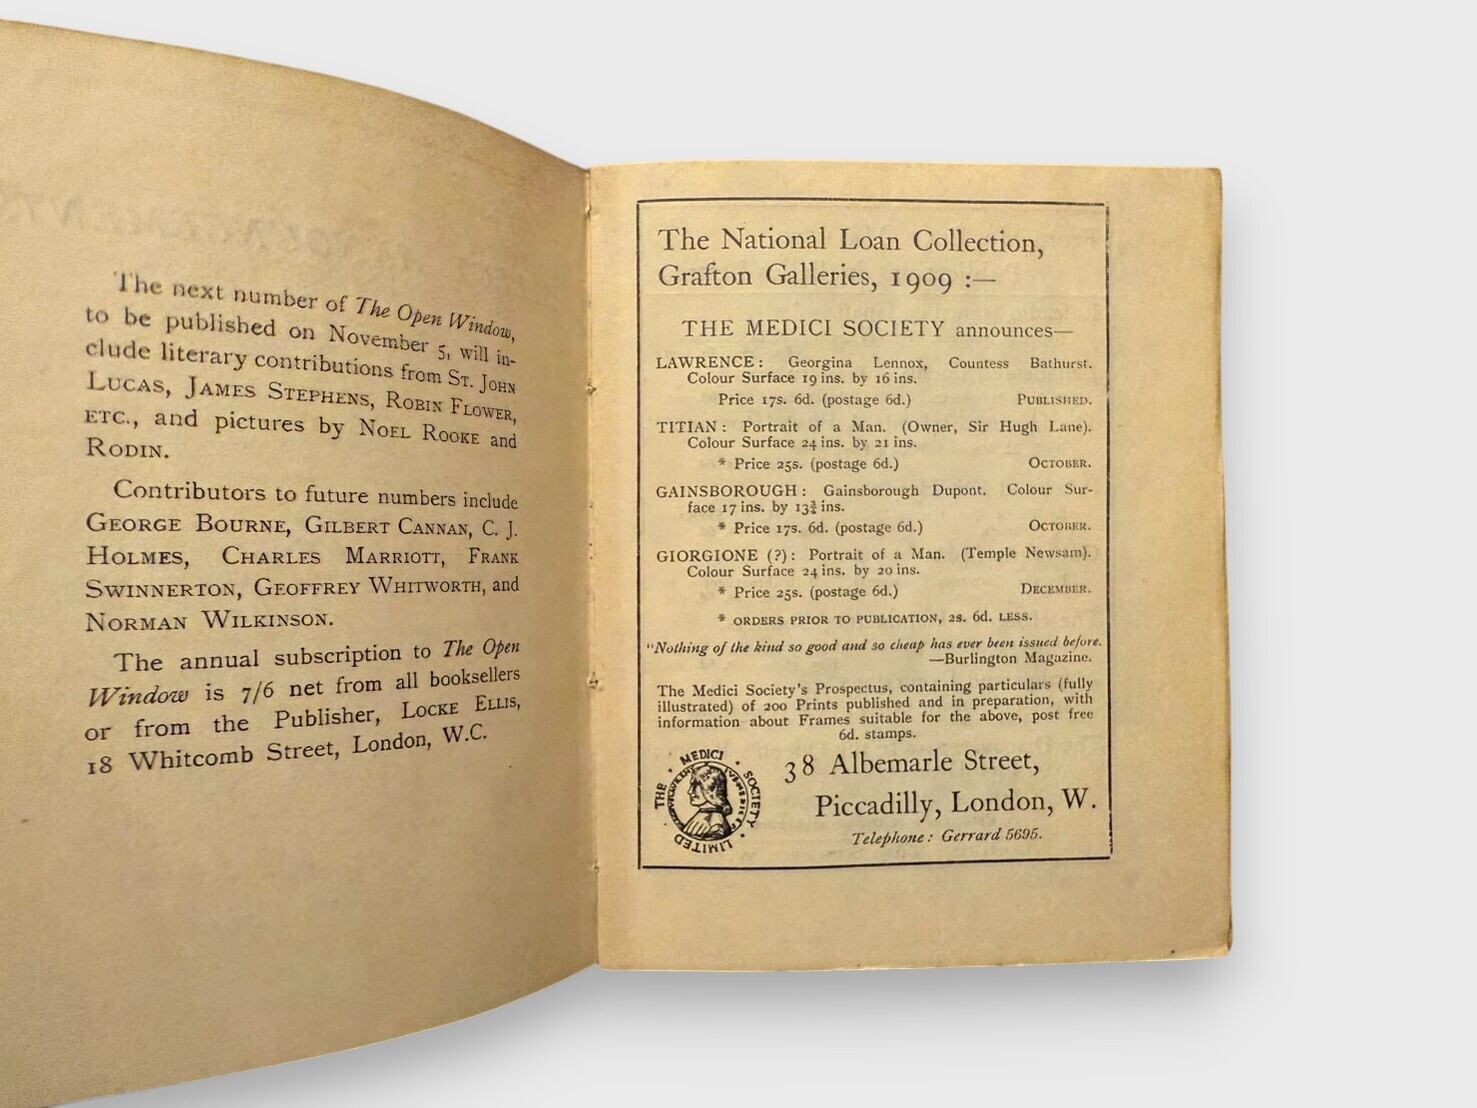 The next number of The Open Window,
to be published on November 5, will in-
clude literary contributions from St. John
Lucas, James Stephens, Robin Flower,
etc., and pictures by Noel Rooke and
Rodin.
Contributors to future numbers include
George Bourne, Gilbert Cannan, C. J.
Holmes, Charles Marriott, Frank
Swinnerton, Geoffrey Whitworth, and
Norman Wilkinson.
The annual subscription to The Open
Window is 7/6 net from all booksellers
or from the Publisher, Locke Ellis,
18 Whitcomb Street, London, W.C.
The National Loan Collection,
Grafton Galleries, 1909 :—
THE MEDICI SOCIETY announces—
LAWRENCE : Georgina Lennox, Countess Bathurst.
Colour Surface 19 ins. by 16 ins.
Price 17s. 6d. (postage 6d.) Published.
TITIAN : Portrait of a Man. (Owner, Sir Hugh Lane).
Colour Surface 24 ins. by 21 ins.
* Price 25s. (postage 6d.) October.
GAINSBOROUGH : Gainsborough Dupont. Colour Sur-
face 17 ins. by 13¾ ins.
* Price 17s. 6d. (postage 6d.) October.
GIORGIONE (?) : Portrait of a Man. (Temple Newsam).
Colour Surface 24 ins. by 20 ins.
* Price 25s. (postage 6d.) December.
* ORDERS PRIOR TO PUBLICATION, 2s. 6d. LESS.
"Nothing of the kind so good and so cheap has ever been issued before.
—Burlington Magazine.
The Medici Society's Prospectus, containing particulars (fully
illustrated) of 200 Prints published and in preparation, with
information about Frames suitable for the above, post free
6d. stamps.
THE · MEDICI · SOCIETY · LIMITED ·
38 Albemarle Street,
Piccadilly, London, W.
Telephone : Gerrard 5695.